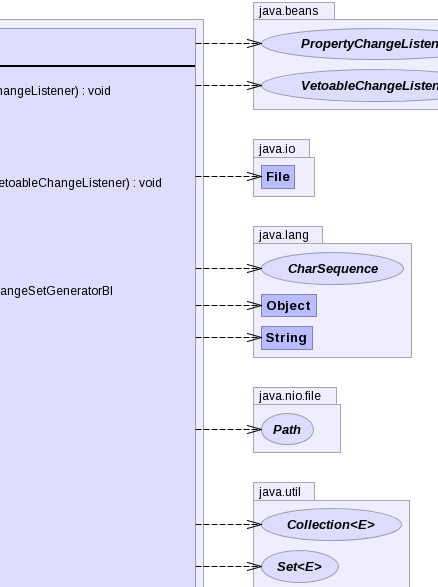 java.beans
PropertyChangeListen
VetoableChangeListen
hangeListener) : void
java.io
File
etoableChangeListener) : void
java.lang
CharSequence
Object
String
angeSetGeneratorBI
java.nio.file
Path
java.util
Collection<E>
Set<E>